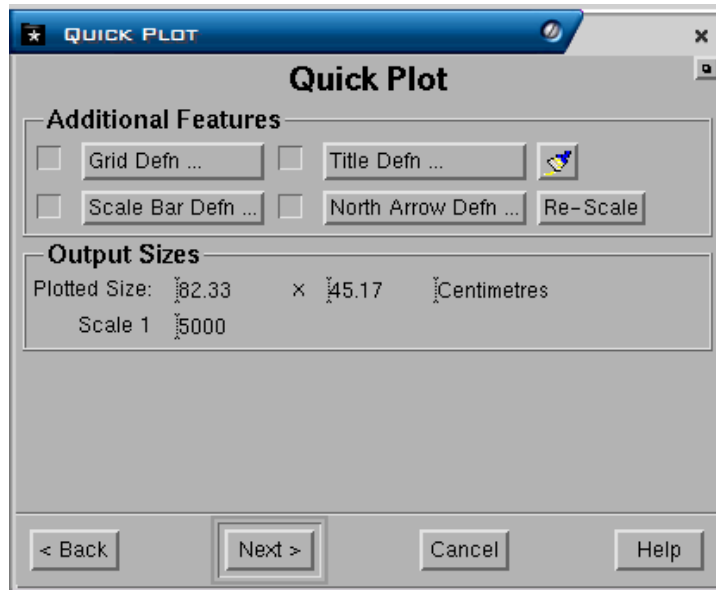 Quick Plot
Quick Plot
Additional Features
Grid Defn ... Title Defn ...
Scale Bar Defn ... North Arrow Defn ... Re-Scale
Output Sizes
Plotted Size: 82.33 × 45.17 Centimetres
Scale 1 5000
< Back Next > Cancel Help